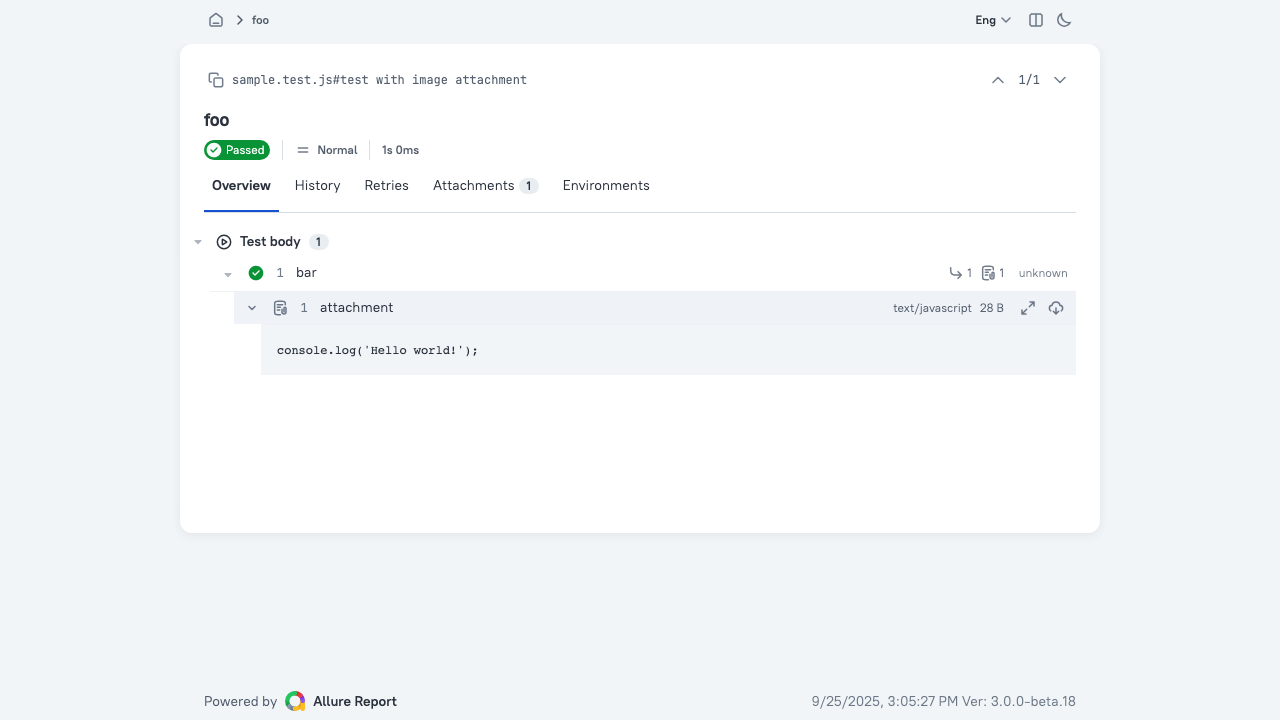 foo
Eng
sample.test.js#test with image attachment
1/1
foo
Passed
Normal
1s 0ms
Overview
History
Retries
Attachments 1
Environments
Test body 1
1 bar
1
1
unknown
1 attachment
text/javascript
28 B
console.log('Hello world!');
Powered by
Allure Report
9/25/2025, 3:05:27 PM Ver: 3.0.0-beta.18